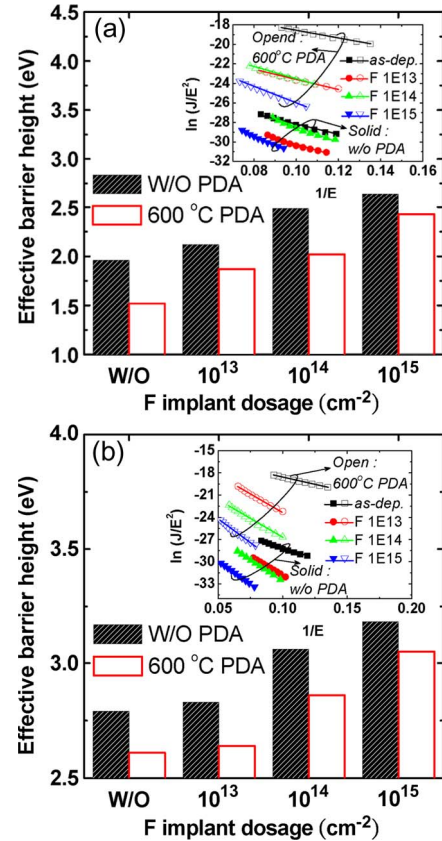 (a)
Effective barrier height (eV)
4.5
4.0
3.5
3.0
2.5
2.0
1.5
1.0
ln (J/E²)
-18
-20
-22
-24
-26
-28
-30
-32
Opend :
600°C PDA
as-dep.
F 1E13
F 1E14
F 1E15
Solid :
w/o PDA
0.08 0.10 0.12 0.14 0.16
1/E
W/O PDA
600 °C PDA
W/O 10¹³ 10¹⁴ 10¹⁵
F implant dosage (cm⁻²)
(b)
Effective barrier height (eV)
4.0
3.5
3.0
2.5
ln (J/E²)
-15
-18
-21
-24
-27
-30
-33
Open :
600°C PDA
as-dep.
F 1E13
F 1E14
F 1E15
Solid :
w/o PDA
0.05 0.10 0.15 0.20
1/E
W/O PDA
600 °C PDA
W/O 10¹³ 10¹⁴ 10¹⁵
F implant dosage (cm⁻²)